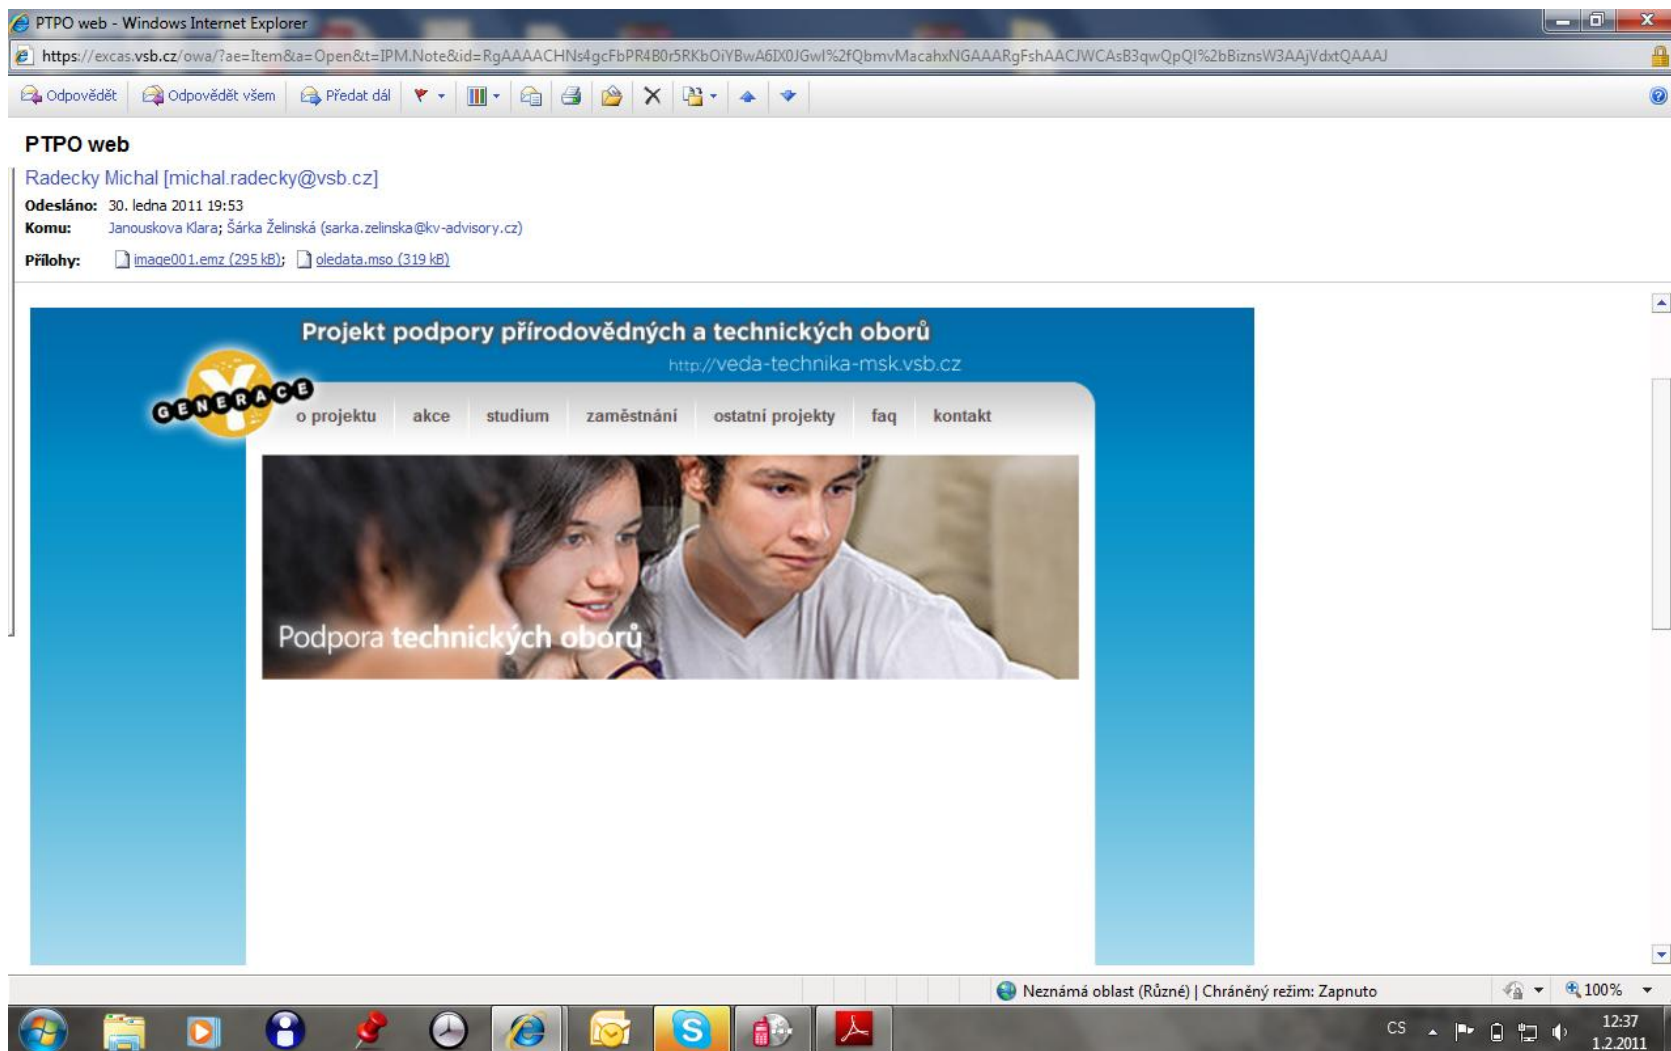 PTPO web - Windows Internet Explorer
https://excas.vsb.cz/owa/?ae=Item&a=Open&t=IPM.Note&id=RgAAAACHNs4gcFbPR4B0r5RKbOiYBwA6IX0JGwI%2fQbmvMacahxNGAAARgFshAACJWCAsB3qwQpQI%2bBiznsW3AAjVdxtQAAAJ
Odpovědět Odpovědět všem Předat dál
PTPO web
Radecky Michal [michal.radecky@vsb.cz]
Odesláno: 30. ledna 2011 19:53
Komu: Janouskova Klara; Šárka Želinská (sarka.zelinska@kv-advisory.cz)
Přílohy: image001.emz (295 kB); oledata.mso (319 kB)
Projekt podpory přírodovědných a technických oborů
http://veda-technika-msk.vsb.cz
Y
GENERACE
o projektu akce studium zaměstnání ostatní projekty faq kontakt
Podpora technických oborů
Neznámá oblast (Různé) | Chráněný režim: Zapnuto 100%
CS 12:37
1.2.2011